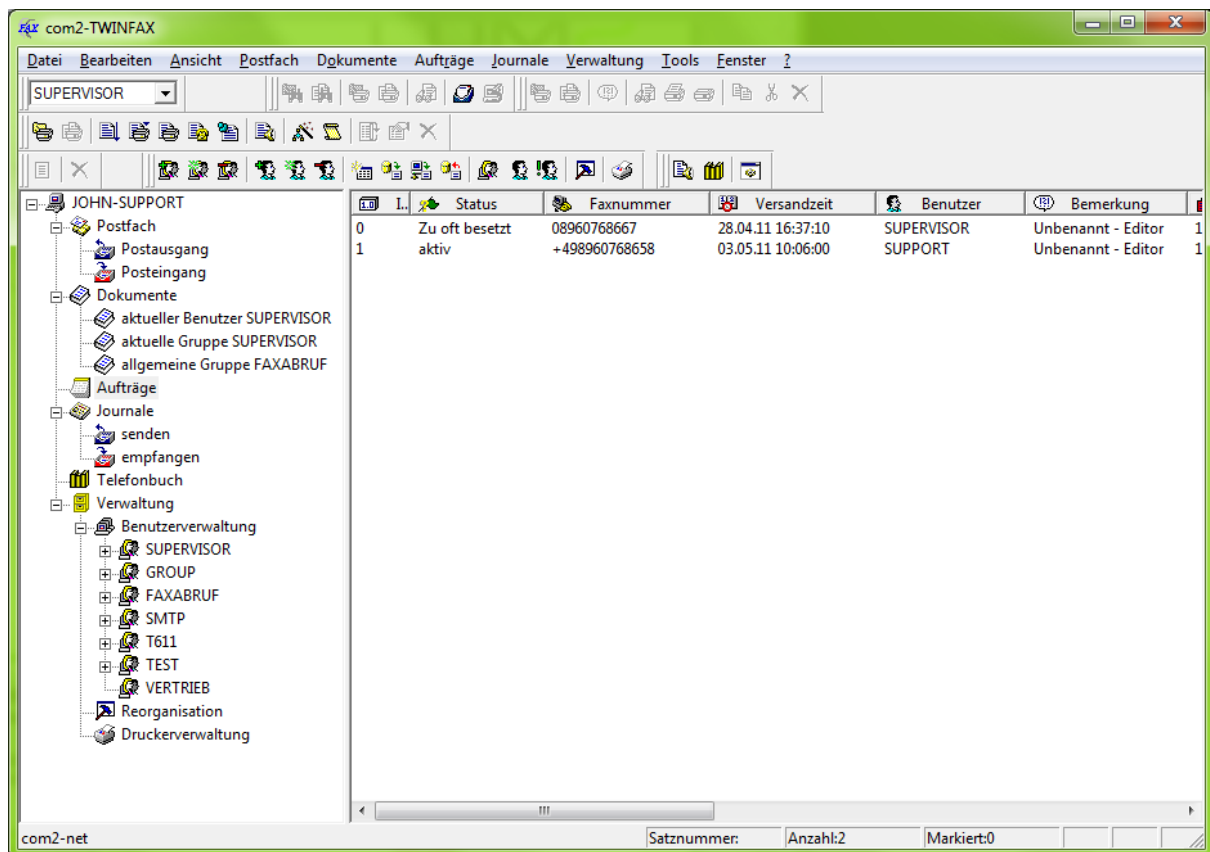 com2-TWINFAX
Datei Bearbeiten Ansicht Postfach Dokumente Aufträge Journale Verwaltung Tools Fenster ?
SUPERVISOR
JOHN-SUPPORT
I.. Status Faxnummer Versandzeit Benutzer Bemerkung
0 Zu oft besetzt 08960768667 28.04.11 16:37:10 SUPERVISOR Unbenannt - Editor 1
1 aktiv +498960768658 03.05.11 10:06:00 SUPPORT Unbenannt - Editor 1
Postfach
Postausgang
Posteingang
Dokumente
aktueller Benutzer SUPERVISOR
aktuelle Gruppe SUPERVISOR
allgemeine Gruppe FAXABRUF
Aufträge
Journale
senden
empfangen
Telefonbuch
Verwaltung
Benutzerverwaltung
SUPERVISOR
GROUP
FAXABRUF
SMTP
T611
TEST
VERTRIEB
Reorganisation
Druckerverwaltung
com2-net Satznummer: Anzahl:2 Markiert:0